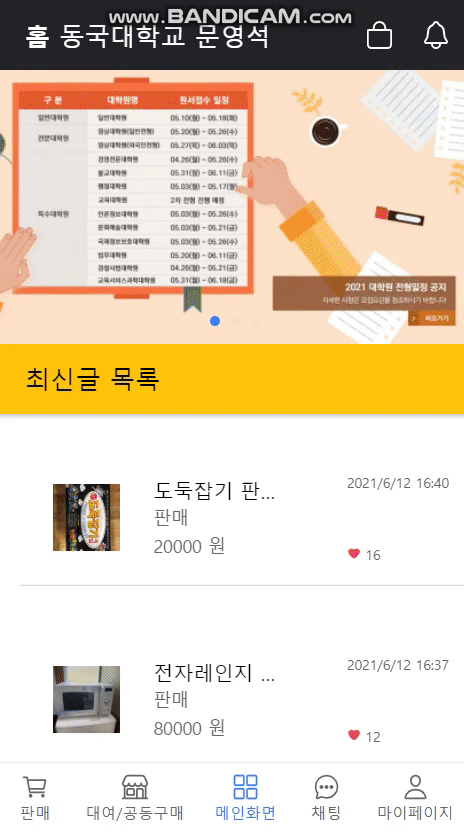 www.BANDICAM.com
홈 동국대학교 문영석
구 분 대학원명 원서접수 일정
일반대학원 일반대학원 05.10(월) ~ 05.18(화)
전문대학원 영상대학원(일반전형) 05.20(월) ~ 05.26(수)
영상대학원(외국인전형) 05.27(목) ~ 06.03(목)
경영전문대학원 04.26(월) ~ 05.26(수)
불교대학원 05.31(월) ~ 06.11(금)
행정대학원 05.03(월) ~ 05.17(월)
교육대학원 2차 전형 진행 예정
특수대학원 언론정보대학원 05.03(월) ~ 05.26(수)
문화예술대학원 05.03(월) ~ 05.21(금)
국제정보보호대학원 05.03(월) ~ 05.26(수)
법무대학원 05.20(월) ~ 06.11(금)
경찰사법대학원 04.26(월) ~ 05.21(금)
교육서비스과학대학원 05.31(월) ~ 06.18(금)
2021 대학원 전형일정 공지
자세한 사항은 모집요강을 참조하시기 바랍니다
바로가기
최신글 목록
도둑잡기 판...
판매
20000 원
2021/6/12 16:40
16
전자레인지 ...
판매
80000 원
2021/6/12 16:37
12
판매 대여/공동구매 메인화면 채팅 마이페이지